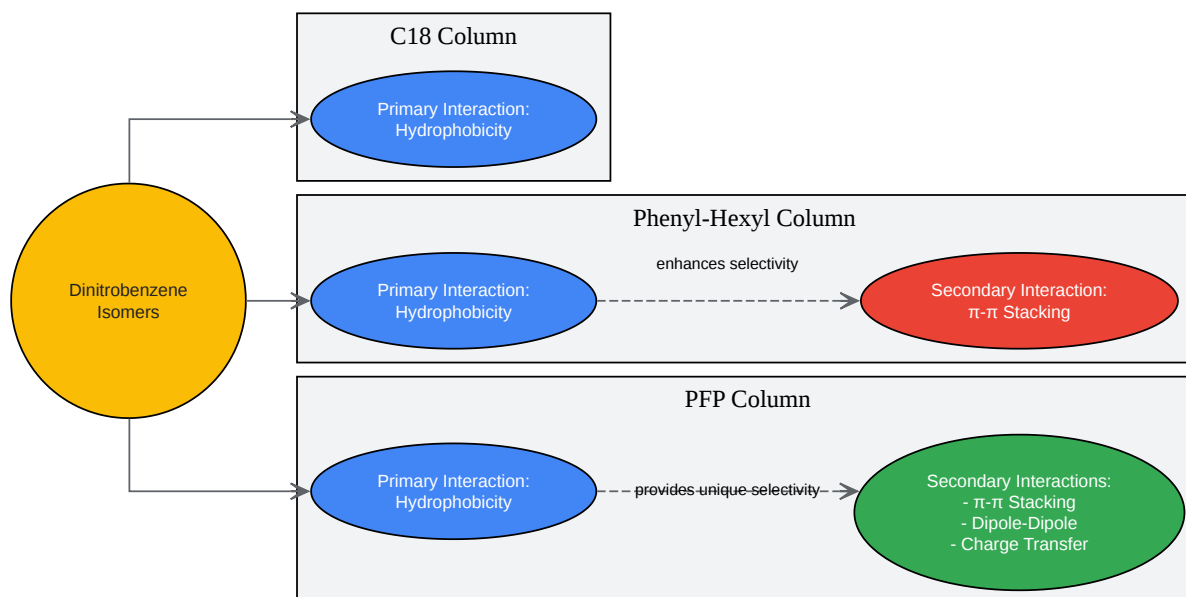 C18 Column
Primary Interaction:
Hydrophobicity
Dinitrobenzene
Isomers
Phenyl-Hexyl Column
Primary Interaction:
Hydrophobicity
enhances selectivity
Secondary Interaction:
π-π Stacking
PFP Column
Primary Interaction:
Hydrophobicity
provides unique selectivity
Secondary Interactions:
- π-π Stacking
- Dipole-Dipole
- Charge Transfer